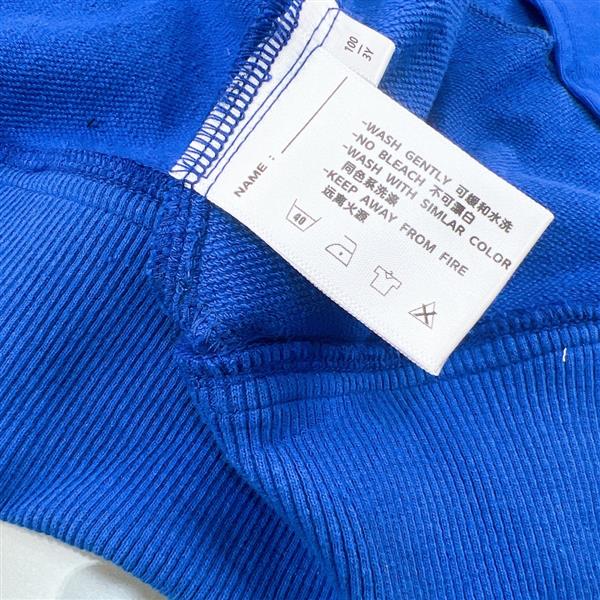 100
3Y
NAME:
-WASH GENTLY 可缓和水洗
-NO BLEACH 不可漂白
-WASH WITH SIMLAR COLOR
同色系洗涤
-KEEP AWAY FROM FIRE
远离火源
40